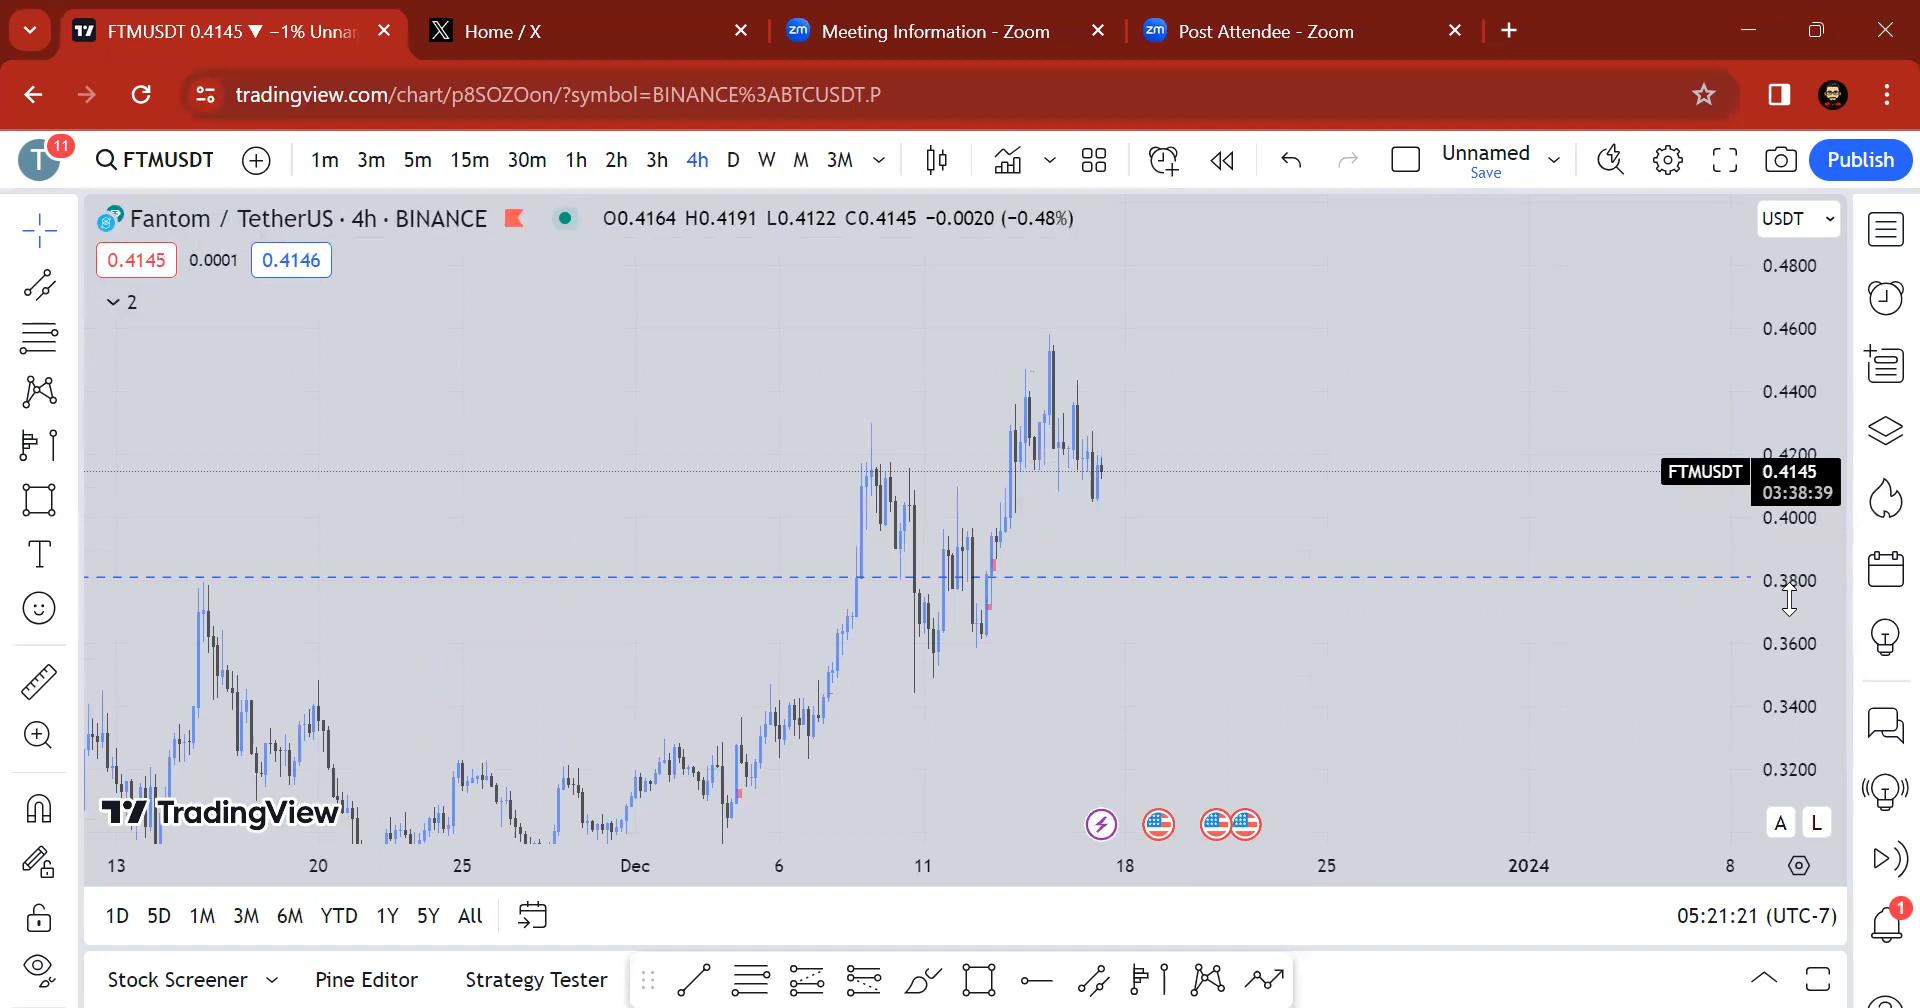 FTMUSDT 0.4145 ▼ −1% Unnar
Home / X
zm Meeting Information - Zoom
zm Post Attendee - Zoom
tradingview.com/chart/p8SOZOon/?symbol=BINANCE%3ABTCUSDT.P
T 11 FTMUSDT 1m 3m 5m 15m 30m 1h 2h 3h 4h D W M 3M Unnamed Publish
Save
Fantom / TetherUS · 4h · BINANCE O0.4164 H0.4191 L0.4122 C0.4145 −0.0020 (−0.48%) USDT
0.4145 0.0001 0.4146
2
0.4800
0.4600
0.4400
0.4200
FTMUSDT 0.4145
03:38:39
0.4000
0.3800
0.3600
0.3400
0.3200
TradingView
A L
13 20 25 Dec 6 11 18 25 2024 8
1D 5D 1M 3M 6M YTD 1Y 5Y All 05:21:21 (UTC-7)
1
Stock Screener Pine Editor Strategy Tester